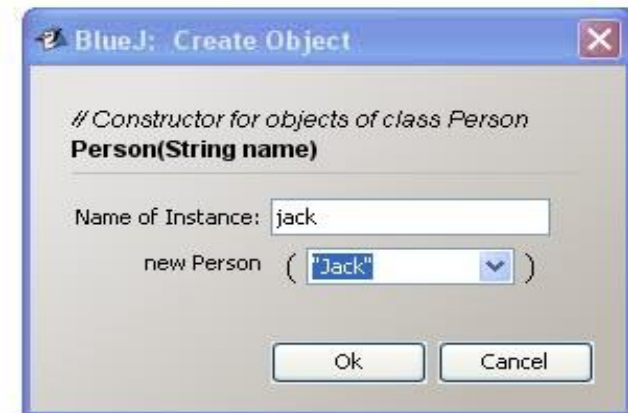 BlueJ: Create Object
// Constructor for objects of class Person
Person(String name)
Name of Instance: jack
new Person ( "Jack" )
Ok Cancel